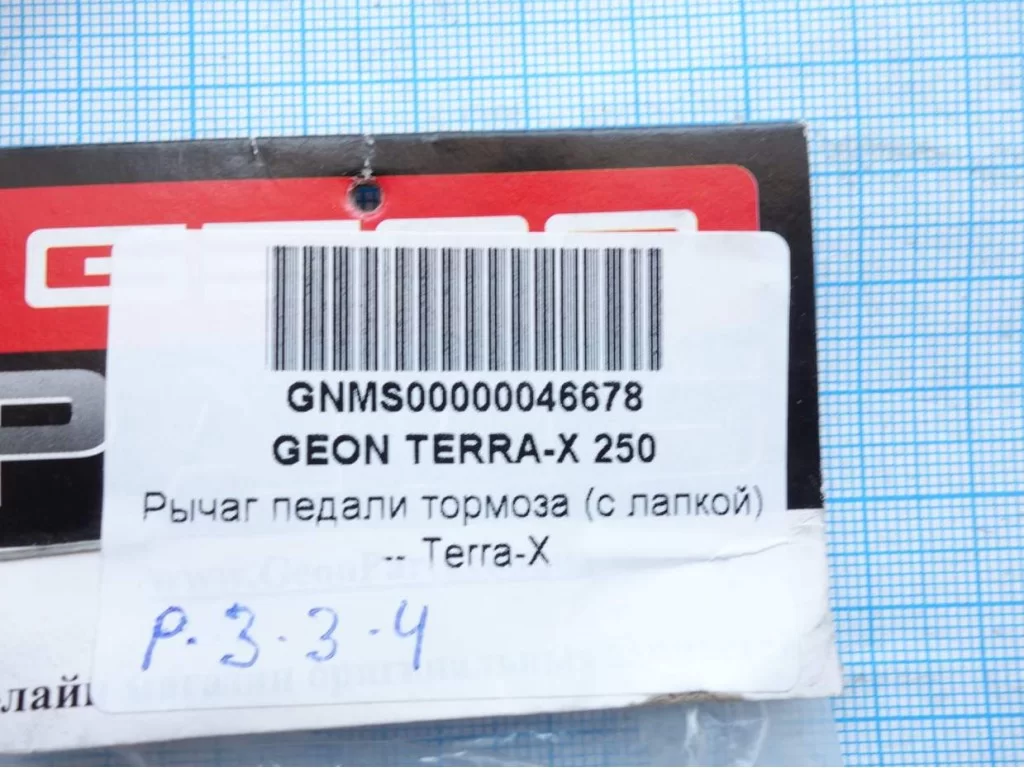 GNMS00000046678
GEON TERRA-X 250
Рычаг педали тормоза (с лапкой)
-- Terra-X
P. 3-3-4